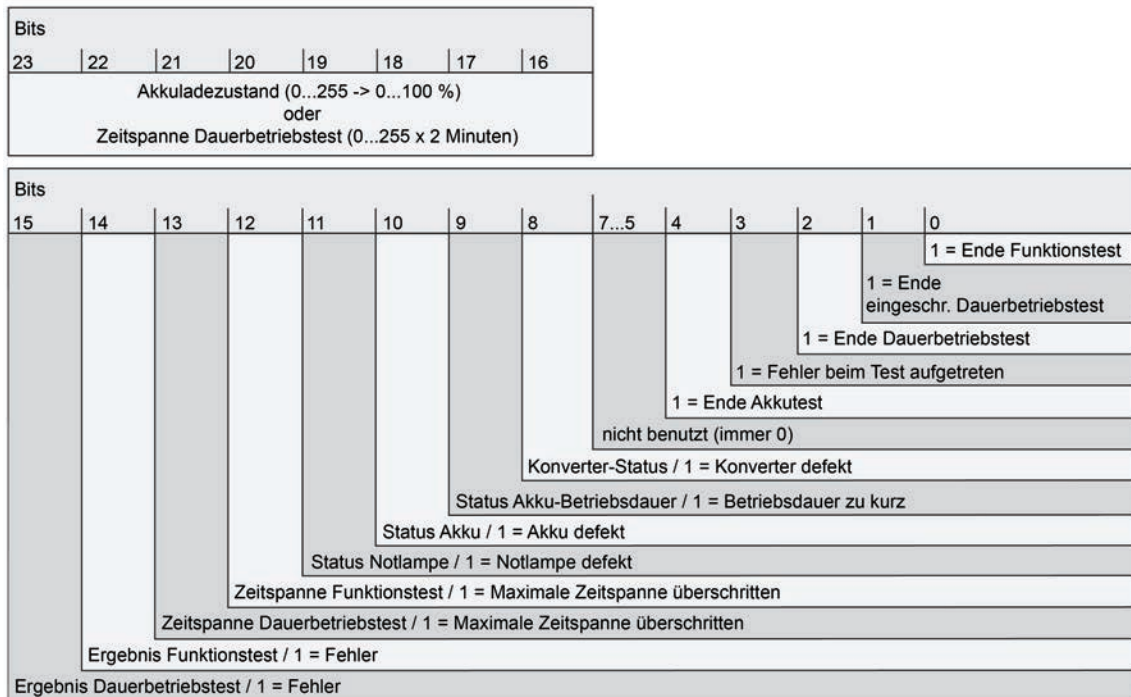 Bits
23 22 21 20 19 18 17 16
Akkuladezustand (0...255 -> 0...100 %)
oder
Zeitspanne Dauerbetriebstest (0...255 x 2 Minuten)
Bits
15 14 13 12 11 10 9 8 7...5 4 3 2 1 0
1 = Ende Funktionstest
1 = Ende
eingeschr. Dauerbetriebstest
1 = Ende Dauerbetriebstest
1 = Fehler beim Test aufgetreten
1 = Ende Akkutest
nicht benutzt (immer 0)
Konverter-Status / 1 = Konverter defekt
Status Akku-Betriebsdauer / 1 = Betriebsdauer zu kurz
Status Akku / 1 = Akku defekt
Status Notlampe / 1 = Notlampe defekt
Zeitspanne Funktionstest / 1 = Maximale Zeitspanne überschritten
Zeitspanne Dauerbetriebstest / 1 = Maximale Zeitspanne überschritten
Ergebnis Funktionstest / 1 = Fehler
Ergebnis Dauerbetriebstest / 1 = Fehler